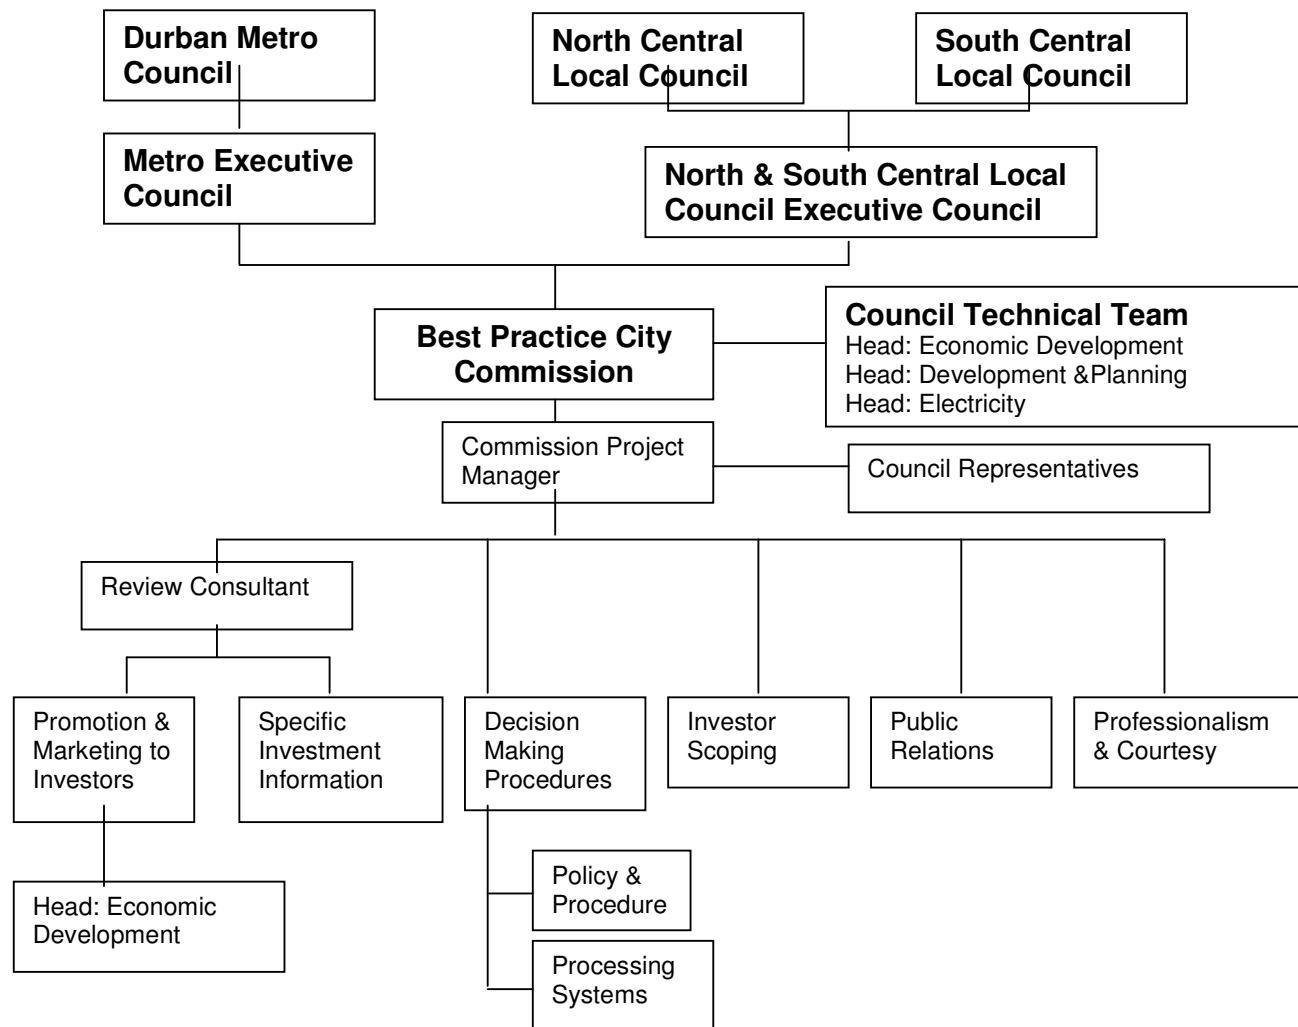 Durban Metro
Council
North Central
Local Council
South Central
Local Council
Metro Executive
Council
North & South Central Local
Council Executive Council
Best Practice City
Commission
Council Technical Team
Head: Economic Development
Head: Development &Planning
Head: Electricity
Commission Project
Manager
Council Representatives
Review Consultant
Promotion &
Marketing to
Investors
Specific
Investment
Information
Decision
Making
Procedures
Investor
Scoping
Public
Relations
Professionalism
& Courtesy
Head: Economic
Development
Policy &
Procedure
Processing
Systems